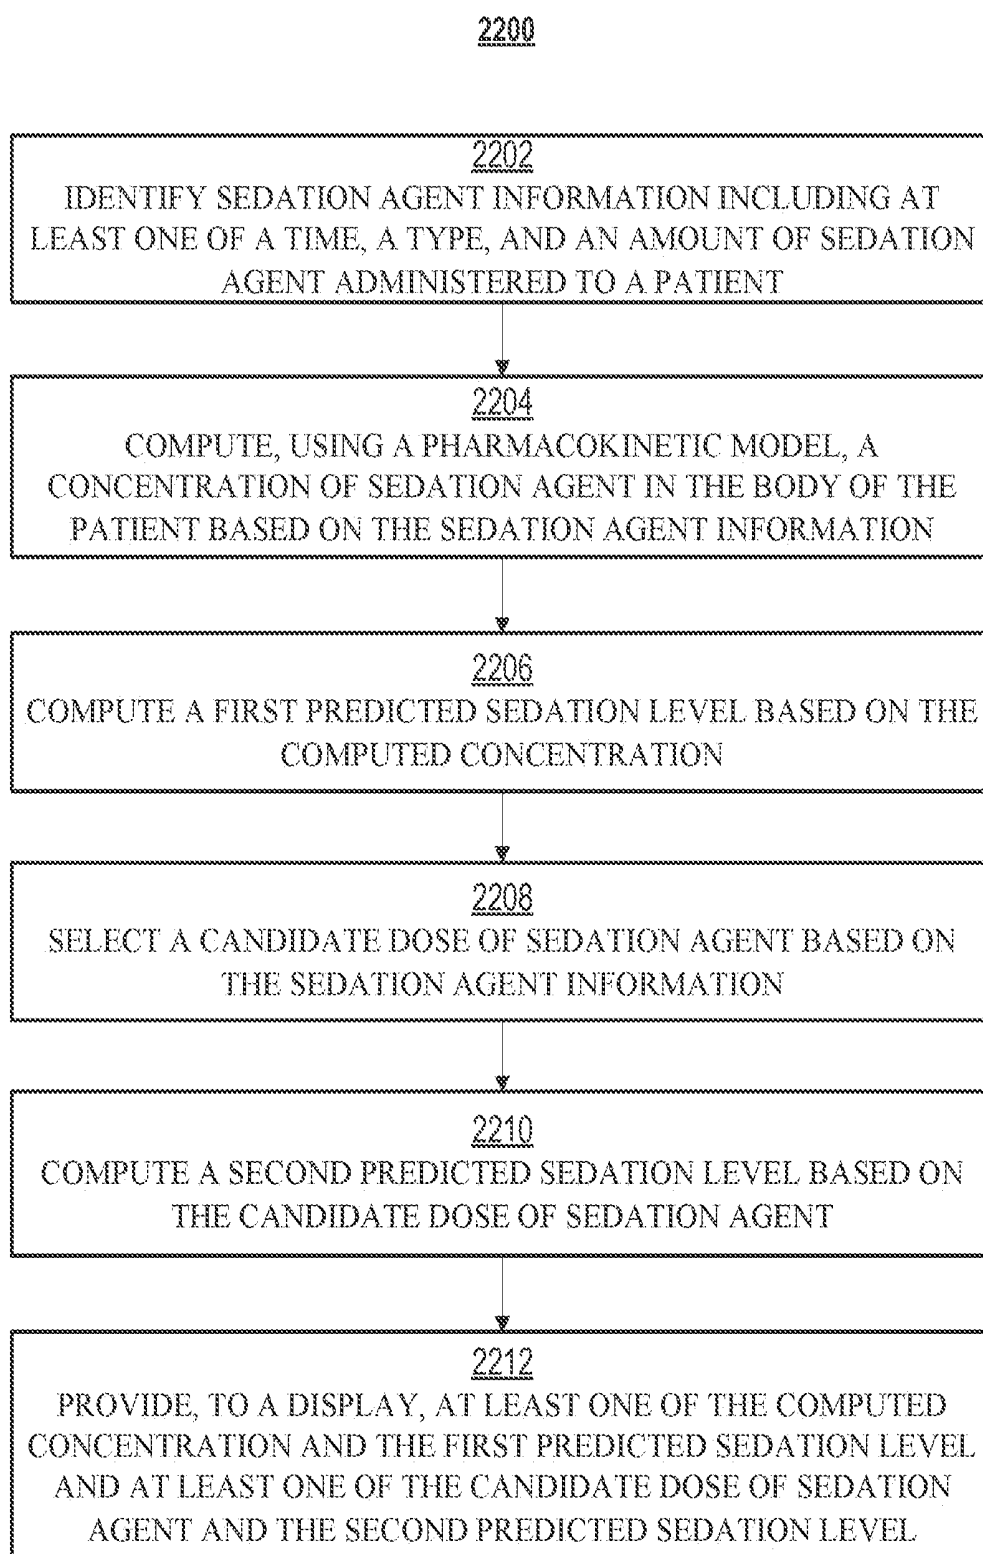 2200
2202
IDENTIFY SEDATION AGENT INFORMATION INCLUDING AT
LEAST ONE OF A TIME, A TYPE, AND AN AMOUNT OF SEDATION
AGENT ADMINISTERED TO A PATIENT
2204
COMPUTE, USING A PHARMACOKINETIC MODEL, A
CONCENTRATION OF SEDATION AGENT IN THE BODY OF THE
PATIENT BASED ON THE SEDATION AGENT INFORMATION
2206
COMPUTE A FIRST PREDICTED SEDATION LEVEL BASED ON THE
COMPUTED CONCENTRATION
2208
SELECT A CANDIDATE DOSE OF SEDATION AGENT BASED ON
THE SEDATION AGENT INFORMATION
2210
COMPUTE A SECOND PREDICTED SEDATION LEVEL BASED ON
THE CANDIDATE DOSE OF SEDATION AGENT
2212
PROVIDE, TO A DISPLAY, AT LEAST ONE OF THE COMPUTED
CONCENTRATION AND THE FIRST PREDICTED SEDATION LEVEL
AND AT LEAST ONE OF THE CANDIDATE DOSE OF SEDATION
AGENT AND THE SECOND PREDICTED SEDATION LEVEL